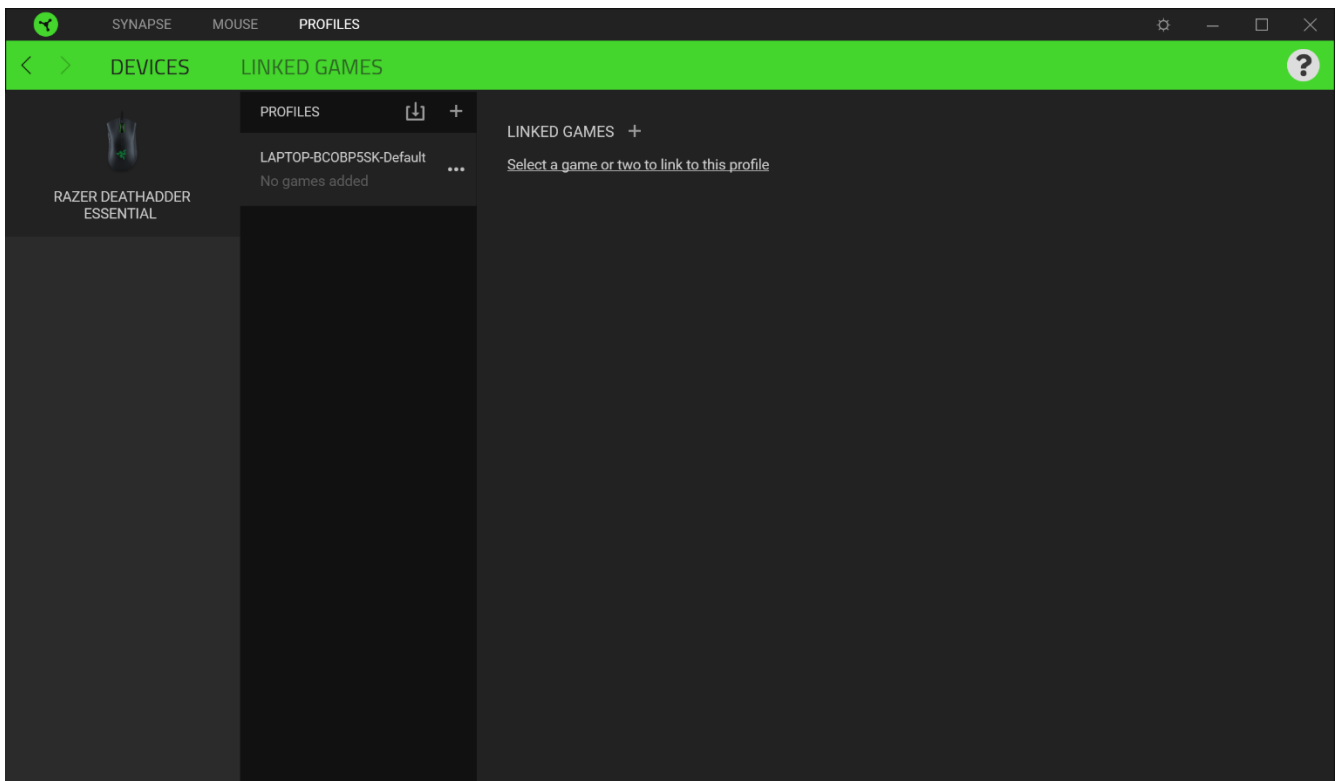 SYNAPSE MOUSE PROFILES
DEVICES LINKED GAMES ?
RAZER DEATHADDER
ESSENTIAL
PROFILES
LAPTOP-BCOBP5SK-Default
No games added
LINKED GAMES
Select a game or two to link to this profile